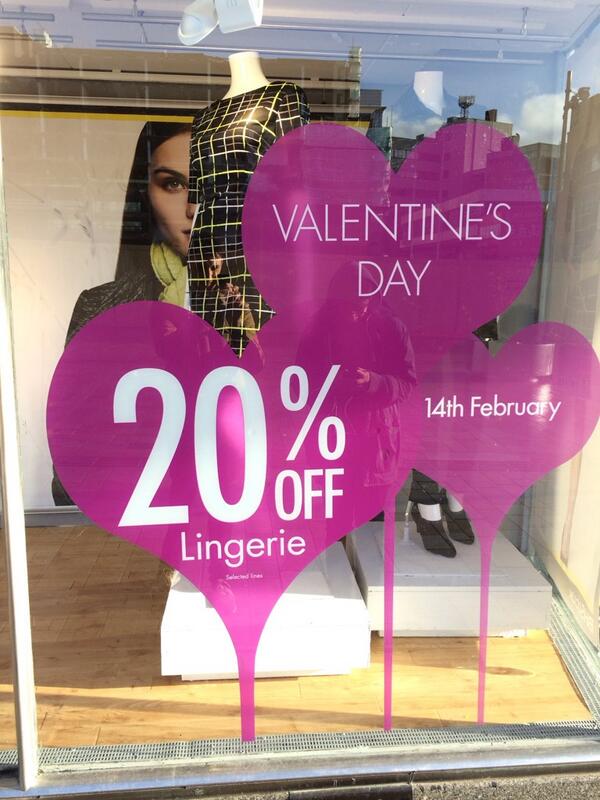 VALENTINE'S
DAY
20% OFF
Lingerie
Selected lines
14th February